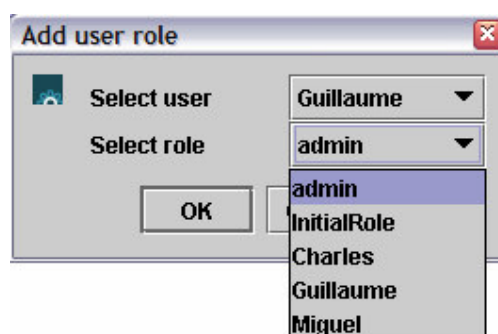 Add user role
Select user Guillaume
Select role admin
admin
OK
InitialRole
Charles
Guillaume
Miguel